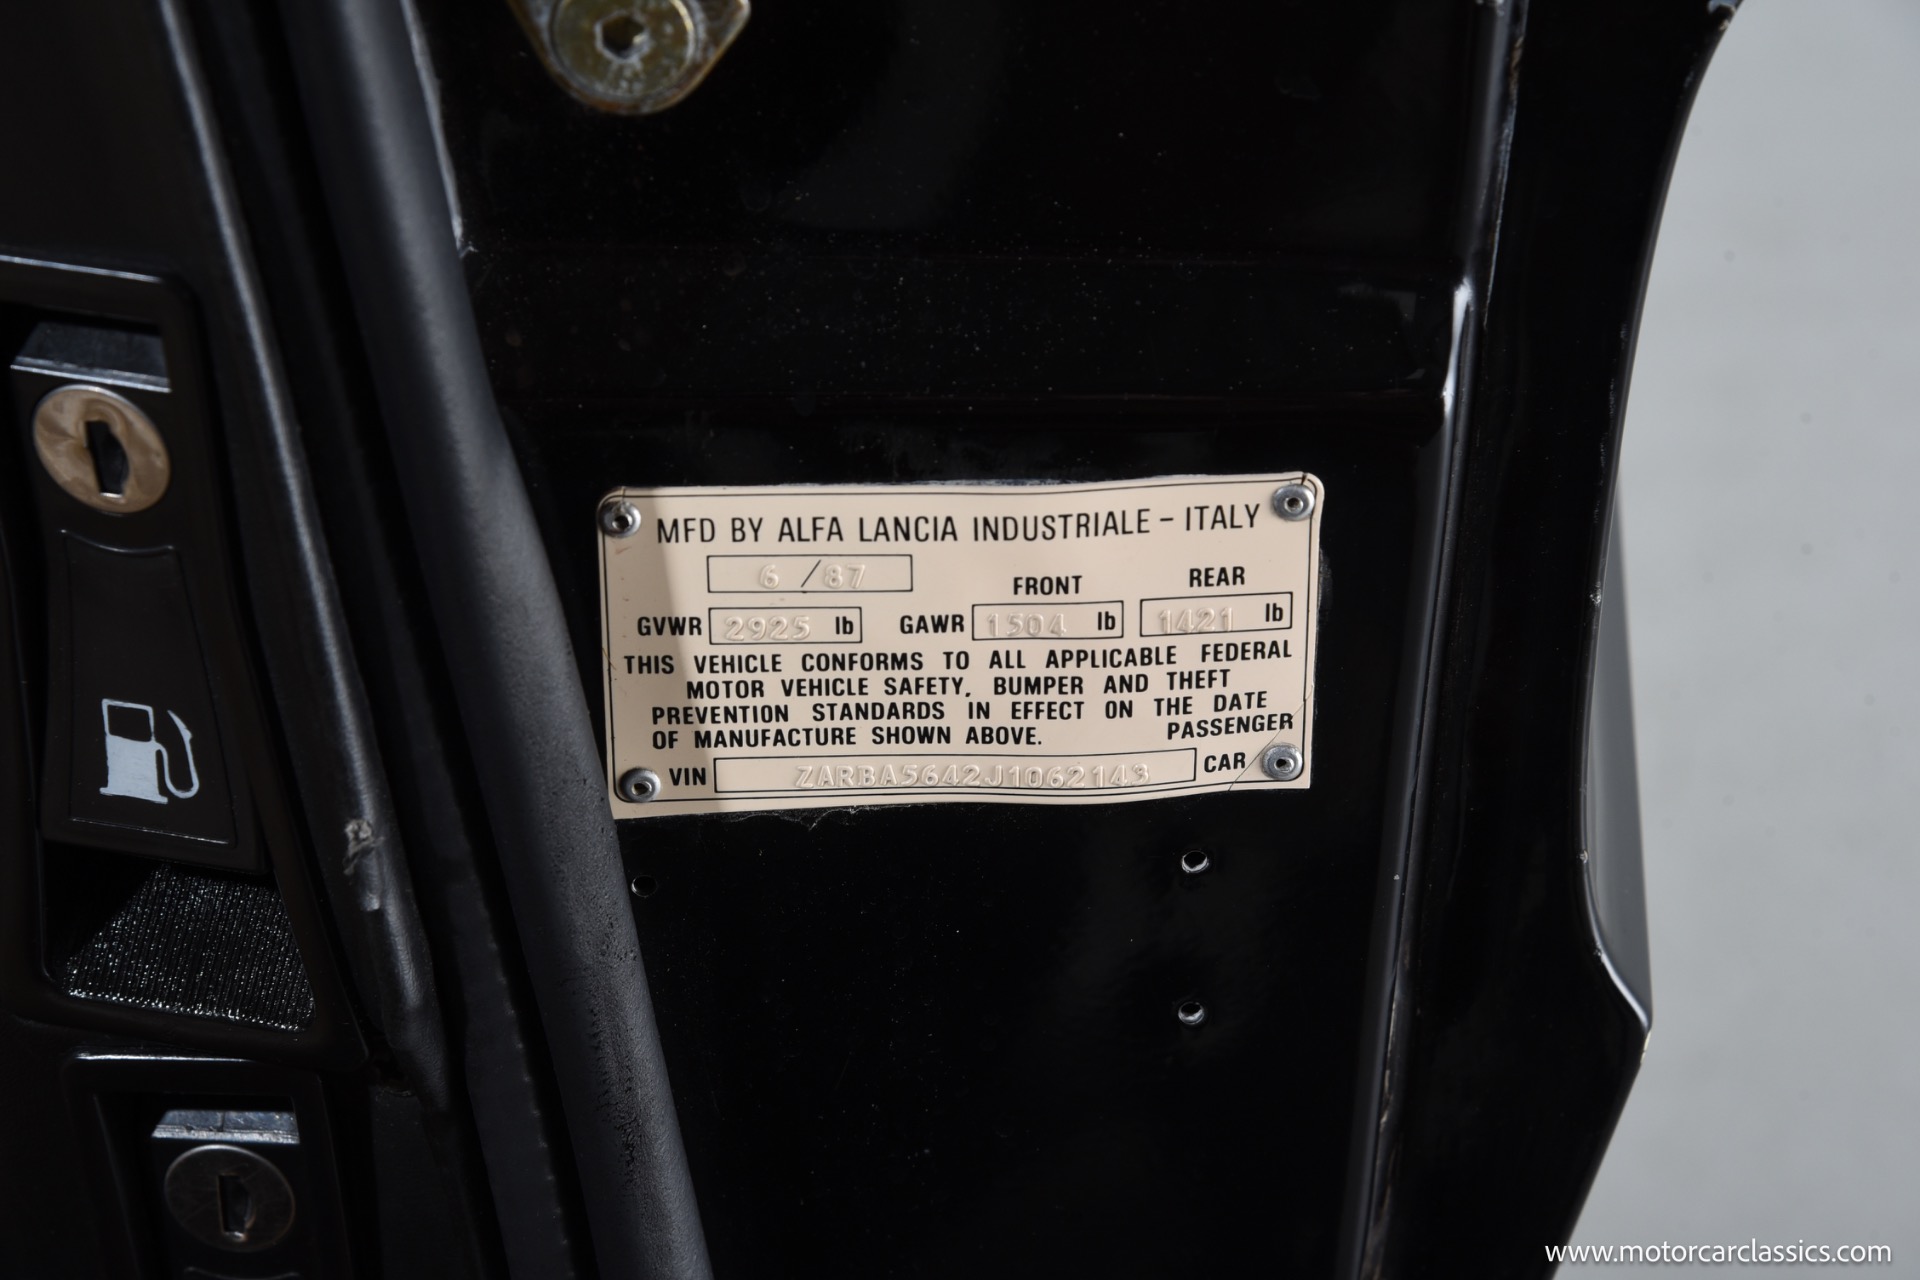 MFD BY ALFA LANCIA INDUSTRIALE - ITALY
6 /87
FRONT REAR
GVWR 2925 lb GAWR 1504 lb 1421 lb
THIS VEHICLE CONFORMS TO ALL APPLICABLE FEDERAL
MOTOR VEHICLE SAFETY, BUMPER AND THEFT
PREVENTION STANDARDS IN EFFECT ON THE DATE
OF MANUFACTURE SHOWN ABOVE. PASSENGER
VIN ZARBA5642J1062143 CAR
www.motorcarclassics.com